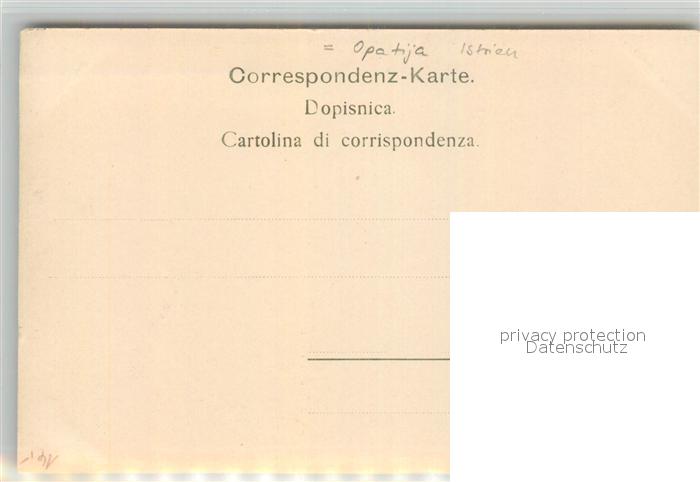 = Opatija Istrien
Correspondenz-Karte.
Dopisnica.
Cartolina di corrispondenza.
privacy protection
Datenschutz